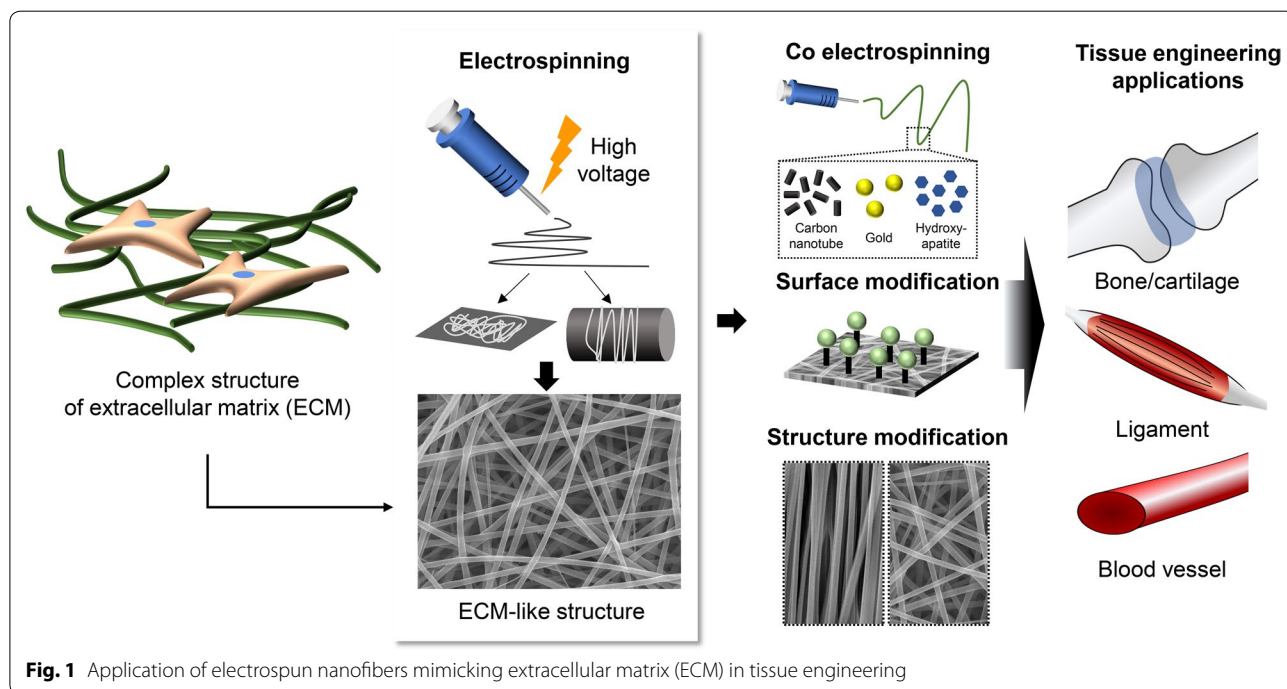 Complex structure
of extracellular matrix (ECM)
Electrospinning
High
voltage
ECM-like structure
Co electrospinning
Carbon
nanotube
Gold
Hydroxy-
apatite
Surface modification
Structure modification
Tissue engineering
applications
Bone/cartilage
Ligament
Blood vessel
Fig. 1 Application of electrospun nanofibers mimicking extracellular matrix (ECM) in tissue engineering